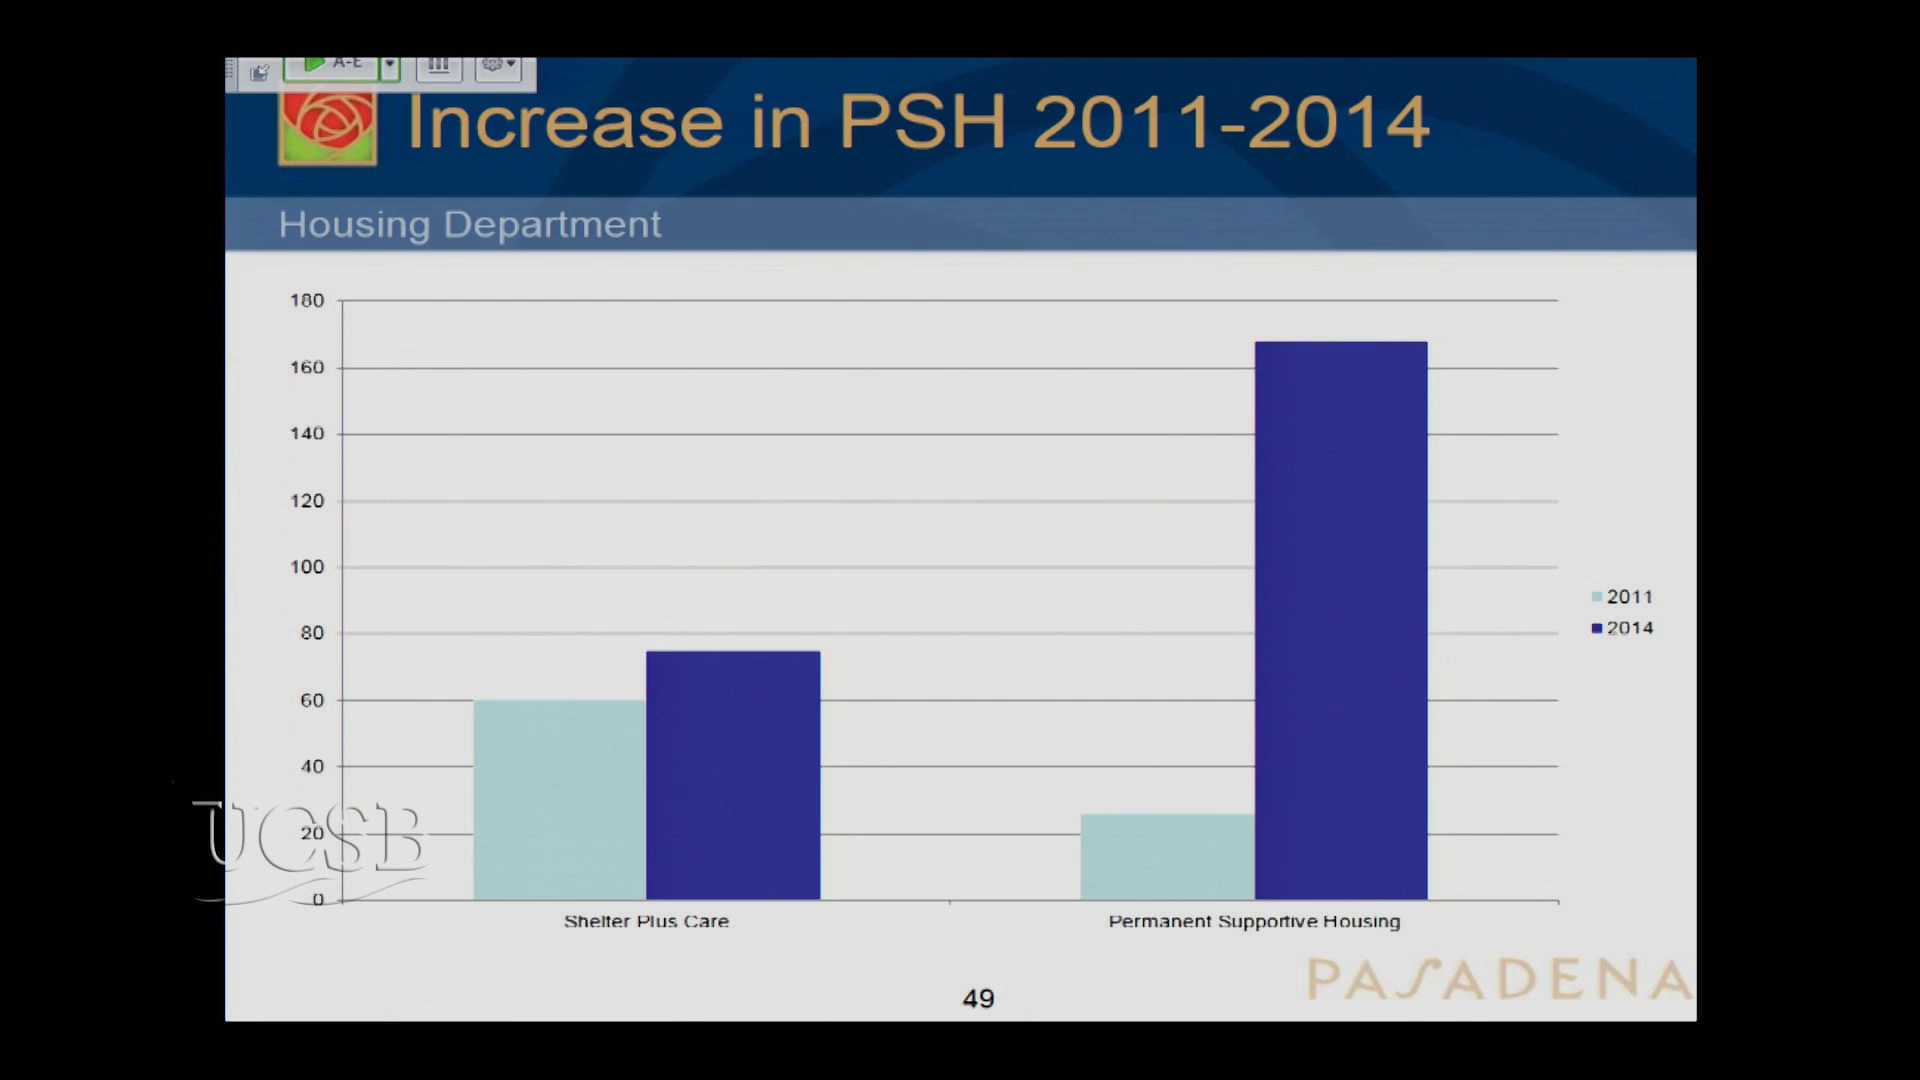 A-E
Increase in PSH 2011-2014
Housing Department
180
160
140
120
100
80
60
40
20
0
2011
2014
UCSB
Shelter Plus Care
Permanent Supportive Housing
PASADENA
49